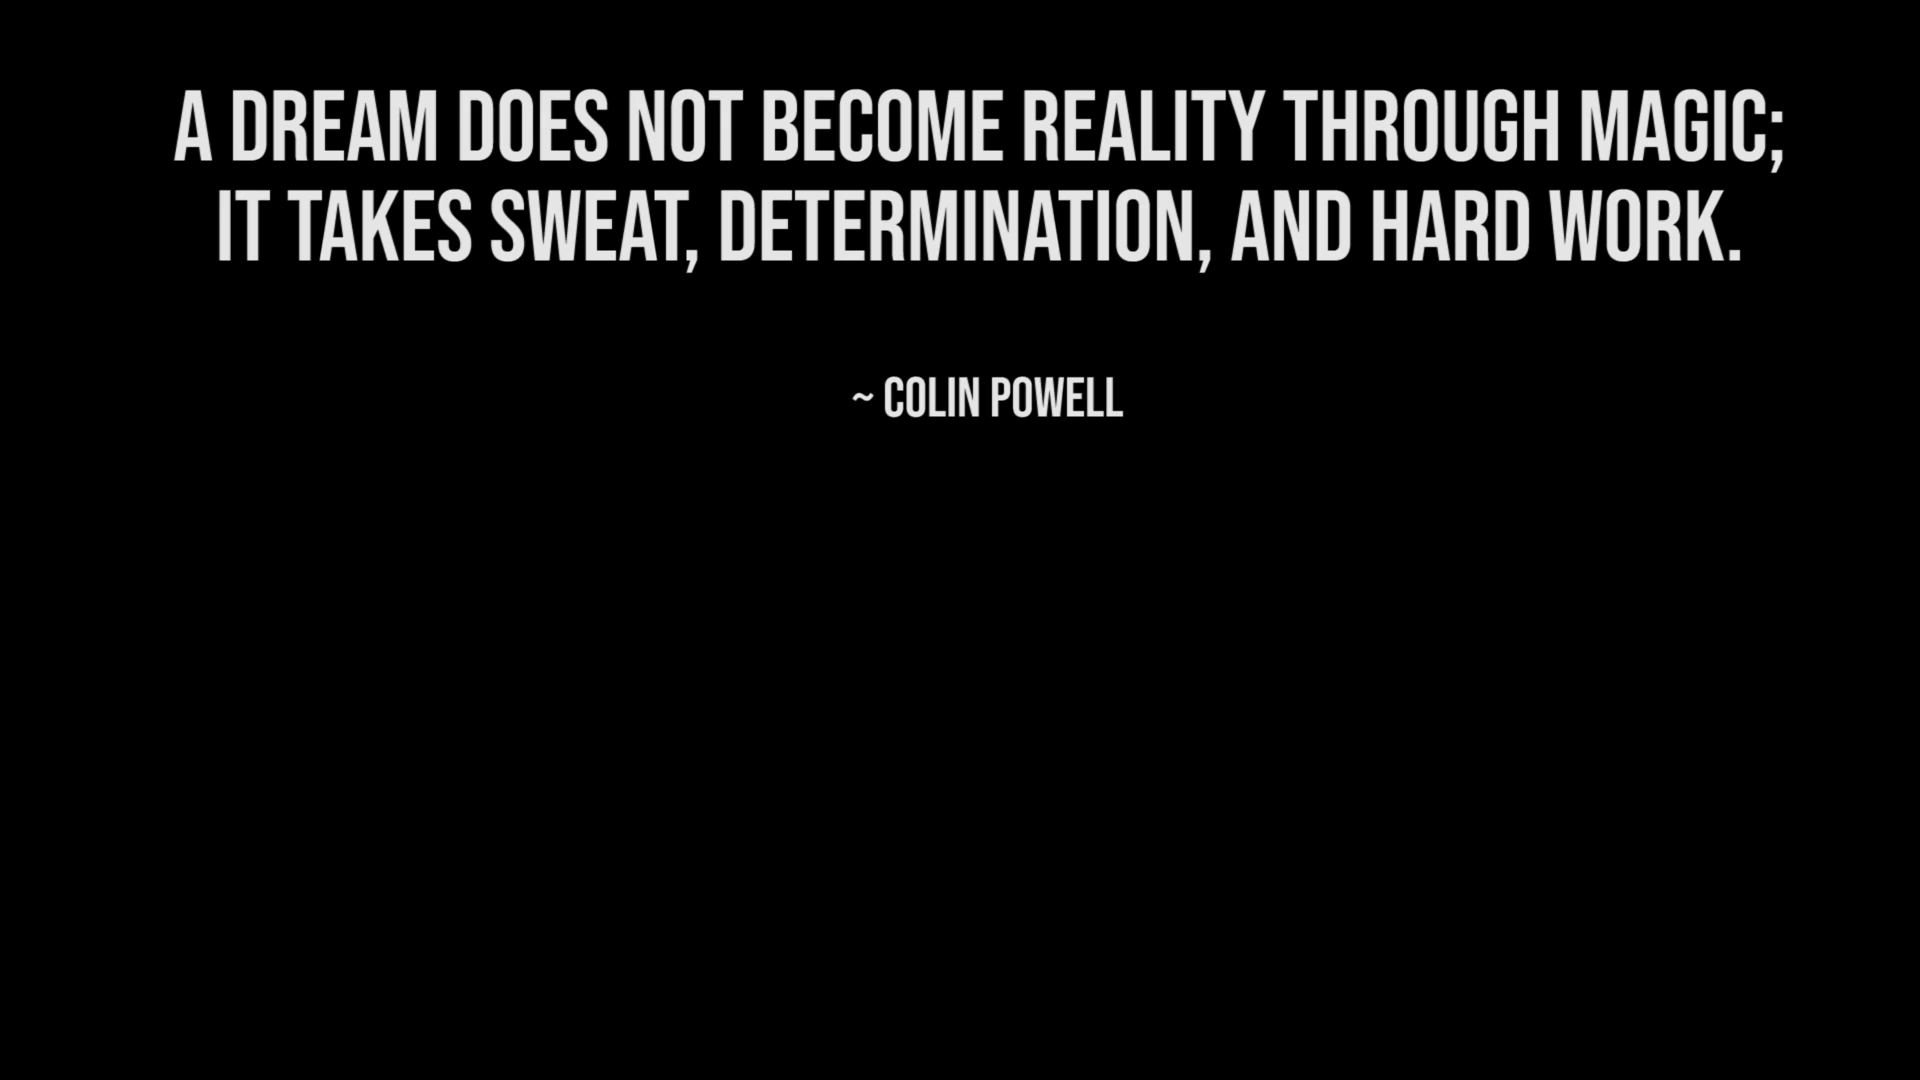 A DREAM DOES NOT BECOME REALITY THROUGH MAGIC;
IT TAKES SWEAT, DETERMINATION, AND HARD WORK.
~ COLIN POWELL